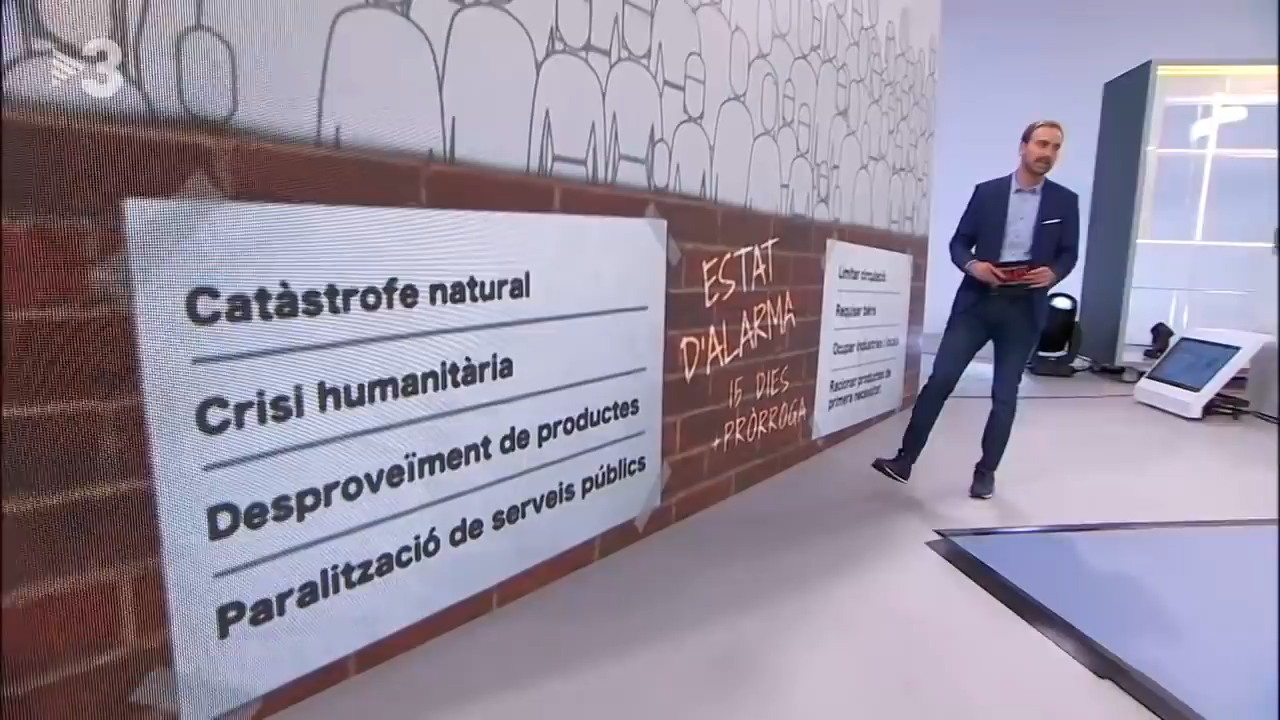 3
Catàstrofe natural
Crisi humanitària
Desproveïment de productes
Paralització de serveis públics
ESTAT
D'ALARMA
15 DIES
+PRÒRROGA
Limitar circulació
Requisar béns
Ocupar indústries i locals
Racionar productes de
primera necessitat